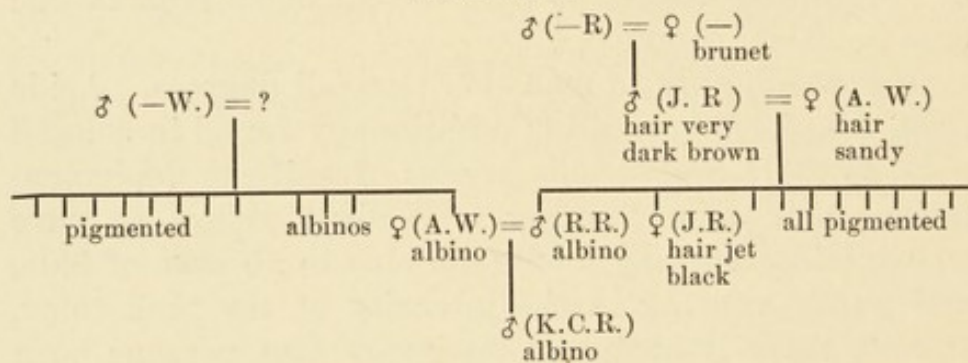 ♂ (—R) = ♀ (—)
brunet
♂ (—W.) = ?
♂ (J. R ) = ♀ (A. W.)
hair very hair
dark brown sandy
pigmented albinos ♀ (A.W.) = ♂ (R.R.) ♀ (J.R.) all pigmented
albino albino hair jet
black
♂ (K.C.R.)
albino